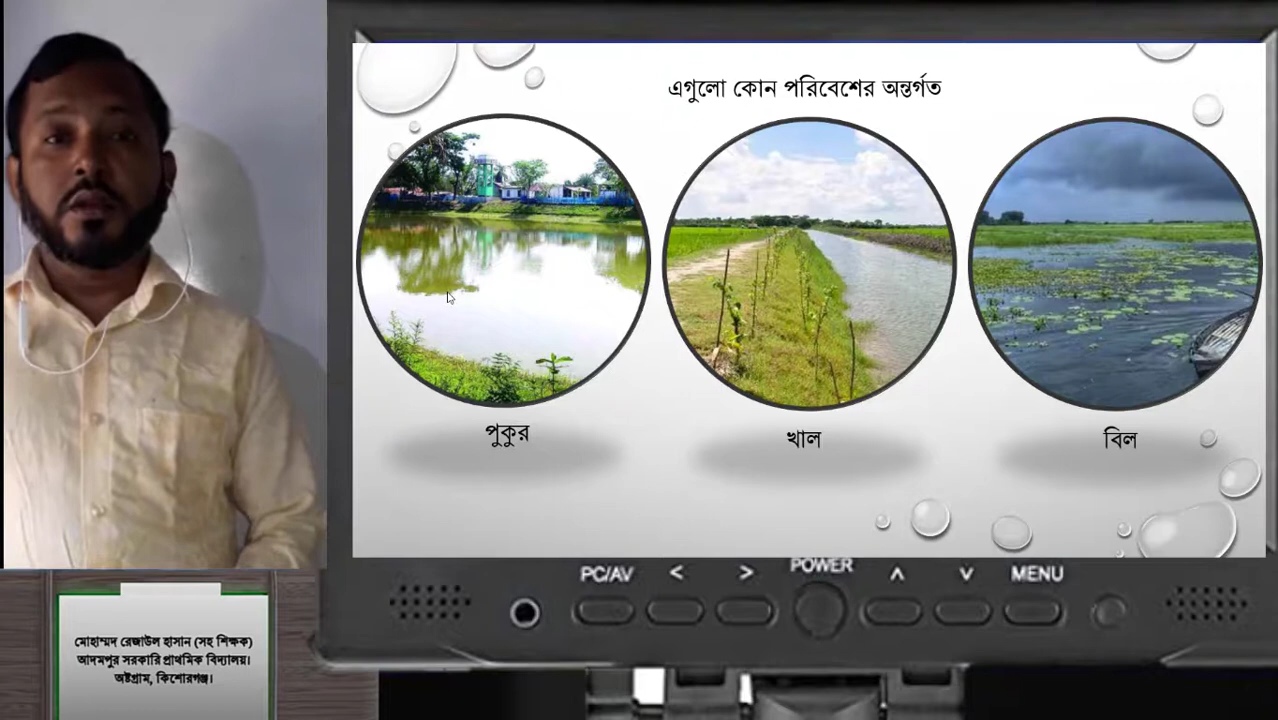 এগুলো কোন পরিবেশের অন্তর্গত
পুকুর
খাল
বিল
PC/AV < > POWER ʌ v MENU
মোহাম্মদ রেজাউল হাসান (সহ শিক্ষক)
আদমপুর সরকারি প্রাথমিক বিদ্যালয়।
অষ্টগ্রাম, কিশোরগঞ্জ।